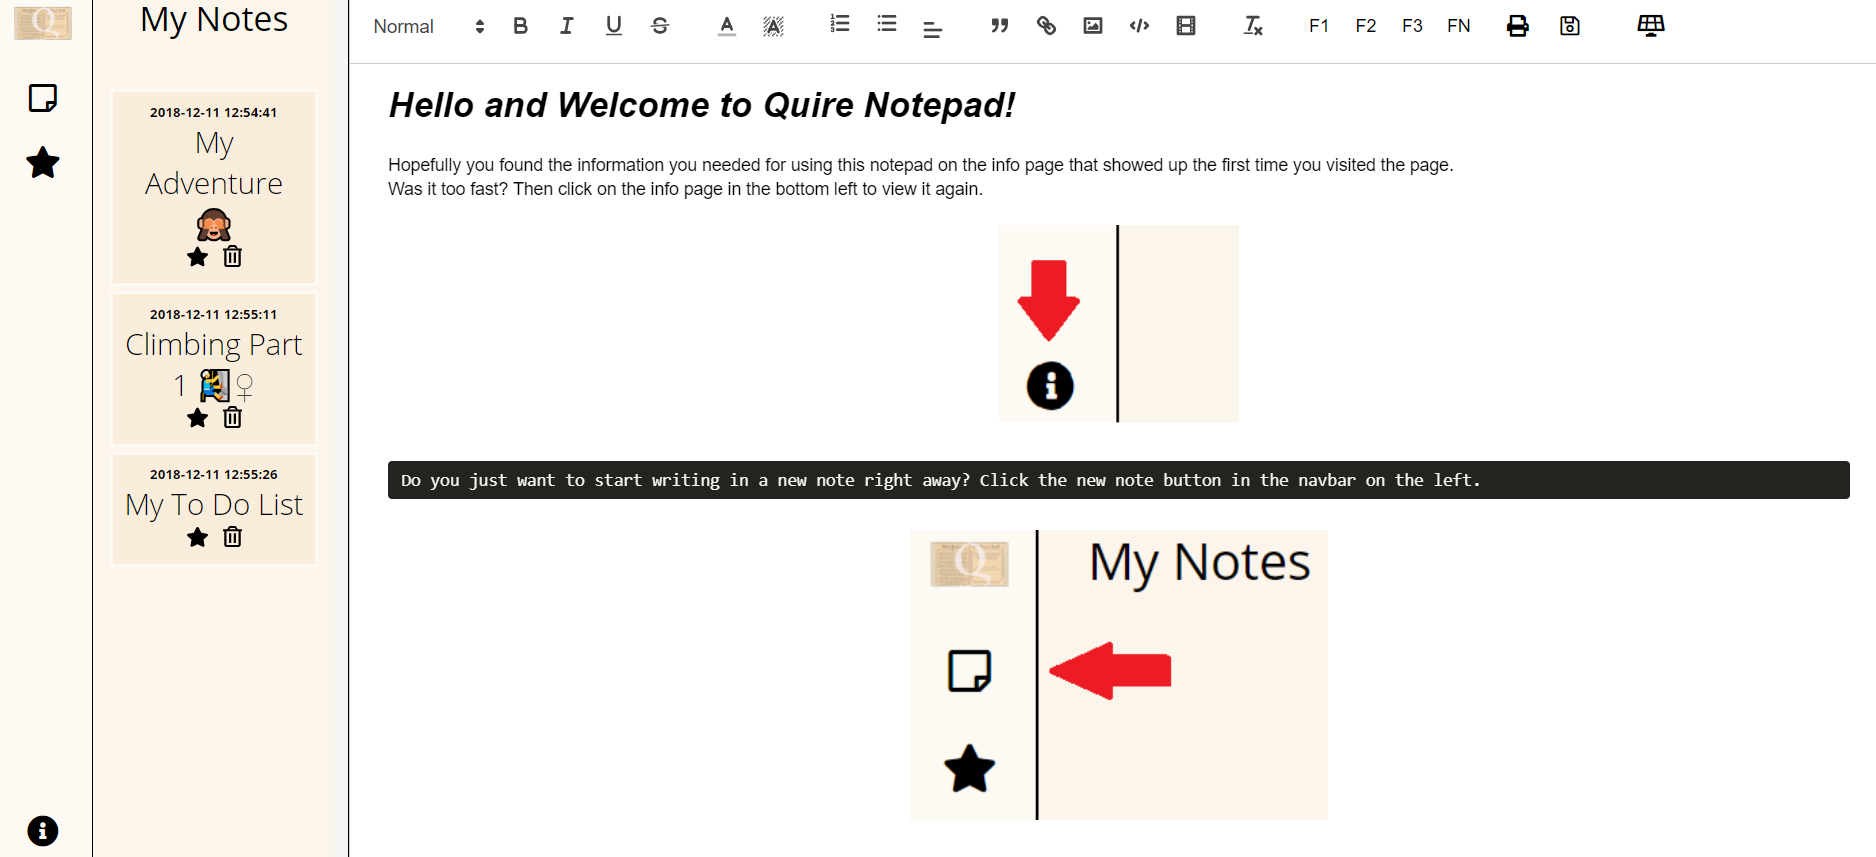 Q
My Notes
Normal
B
I
U
S
A
A
F1
F2
F3
FN
2018-12-11 12:54:41
My
Adventure
🙈
2018-12-11 12:55:11
Climbing Part
1 🧗♀
2018-12-11 12:55:26
My To Do List
Hello and Welcome to Quire Notepad!
Hopefully you found the information you needed for using this notepad on the info page that showed up the first time you visited the page.
Was it too fast? Then click on the info page in the bottom left to view it again.
Do you just want to start writing in a new note right away? Click the new note button in the navbar on the left.
Q
My Notes